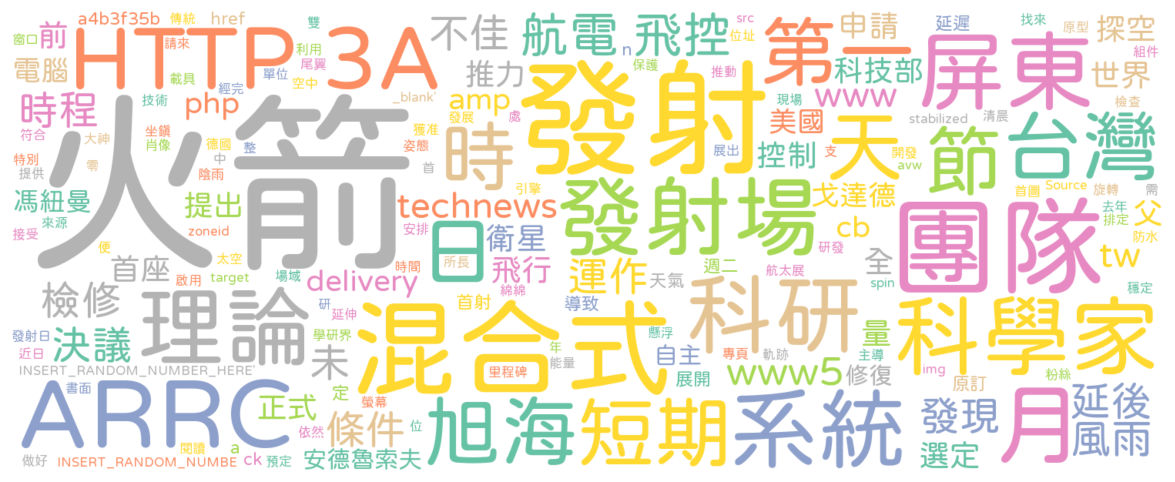 a4b3f35b 傳統 href 雙 不佳 航電 飛控 src 第一 申請 延遲 找來 原型 探空
窗口 前 請來 HTTP 3A 利用 尾翼 n 位址 屏東 組件
電腦 載具 單位 經完 空中 推力 保護 推動 科技部 世界
時程 技術 php _blank' amp 發射 現場 www 檢查
符合 大神 坐鎮 肖像 德國 中 整 獲准 發展 處 姿態 時 美國 stabilized 清晨
火箭 展出 天 節 台灣
特別 提供 零 陰雨 首 控制 支 開發 avw
馮紐曼 提出 technews 引擎 發射場 戈達德 首圖 Source 旋轉 需
來源 zoneid 日 衛星 cb 團隊 去年 排定 父
接受 便 太空 安排 研發 防水
首座 啟用 target 場域 時間 所長 飛行 運作 週二 航太展 全 tw
檢修 理論 delivery 綿綿 首射 導致 天氣 科研 spin 穩定
發射日 決議 研 延伸 混合式 懸浮 量 科學家
近日 學研界 未 年 能量 自主 專頁 軌跡 主導 img 粉絲
INSERT_RANDOM_NUMBER_HERE' 里程碑 展開 www5 修復 原訂
書面 ARRC 定 螢幕 正式 旭海 短期 系統 發現 月 延後
依然 條件 位 風雨
做好 INSERT_RANDOM_NUMBE 閱讀 a ck 預定 安德魯索夫 選定